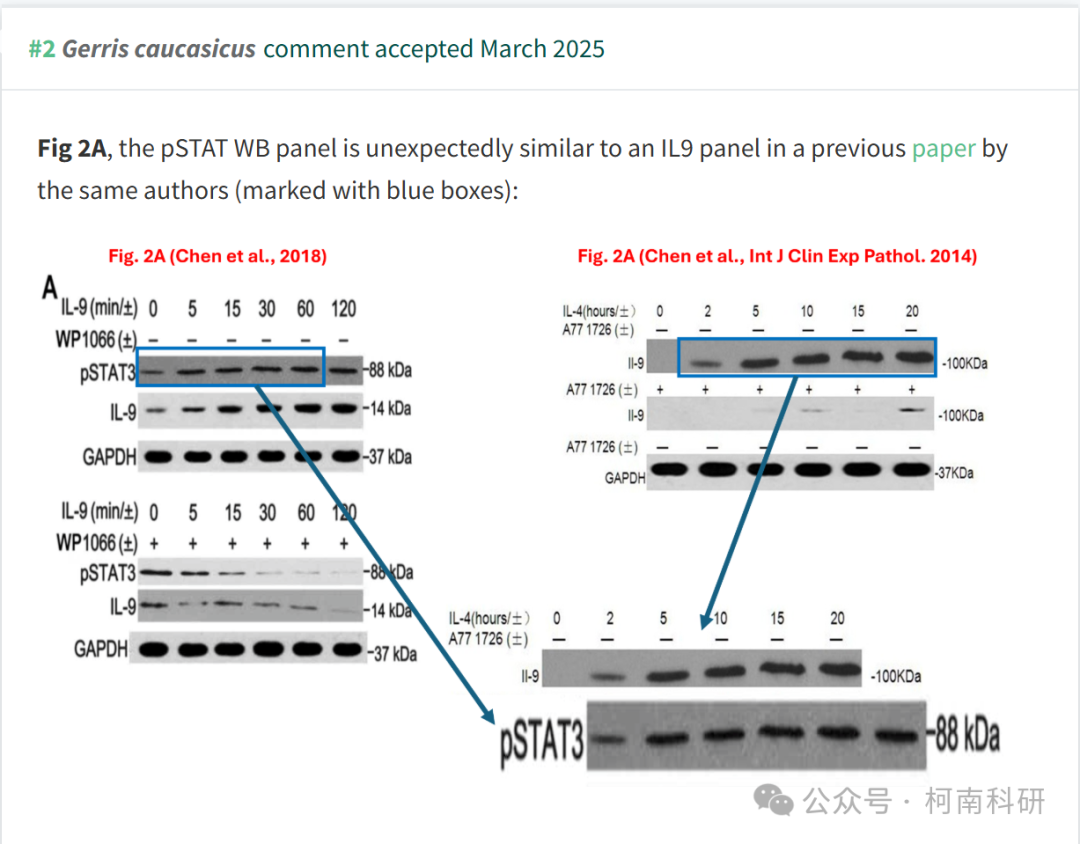 #2 Gerris caucasicus comment accepted March 2025
Fig 2A, the pSTAT WB panel is unexpectedly similar to an IL9 panel in a previous paper by
the same authors (marked with blue boxes):
Fig. 2A (Chen et al., 2018)
A
IL-9 (min/±) 0 5 15 30 60 120
WP1066 (±) – – – – – –
pSTAT3 -88 kDa
IL-9 -14 kDa
GAPDH -37 kDa
IL-9 (min/±) 0 5 15 30 60 120
WP1066 (±) + + + + + +
pSTAT3 -88 kDa
IL-9 -14 kDa
GAPDH -37 kDa
Fig. 2A (Chen et al., Int J Clin Exp Pathol. 2014)
IL-4(hours/±) 0 2 5 10 15 20
A77 1726 (±) – – – – – –
Il-9 -100KDa
A77 1726 (±) + + + + + +
Il-9 -100KDa
A77 1726 (±) – – – – – –
GAPDH -37KDa
IL-4(hours/±) 0 2 5 10 15 20
A77 1726 (±) – – – – – –
Il-9 -100KDa
pSTAT3 -88 kDa
公众号 · 柯南科研